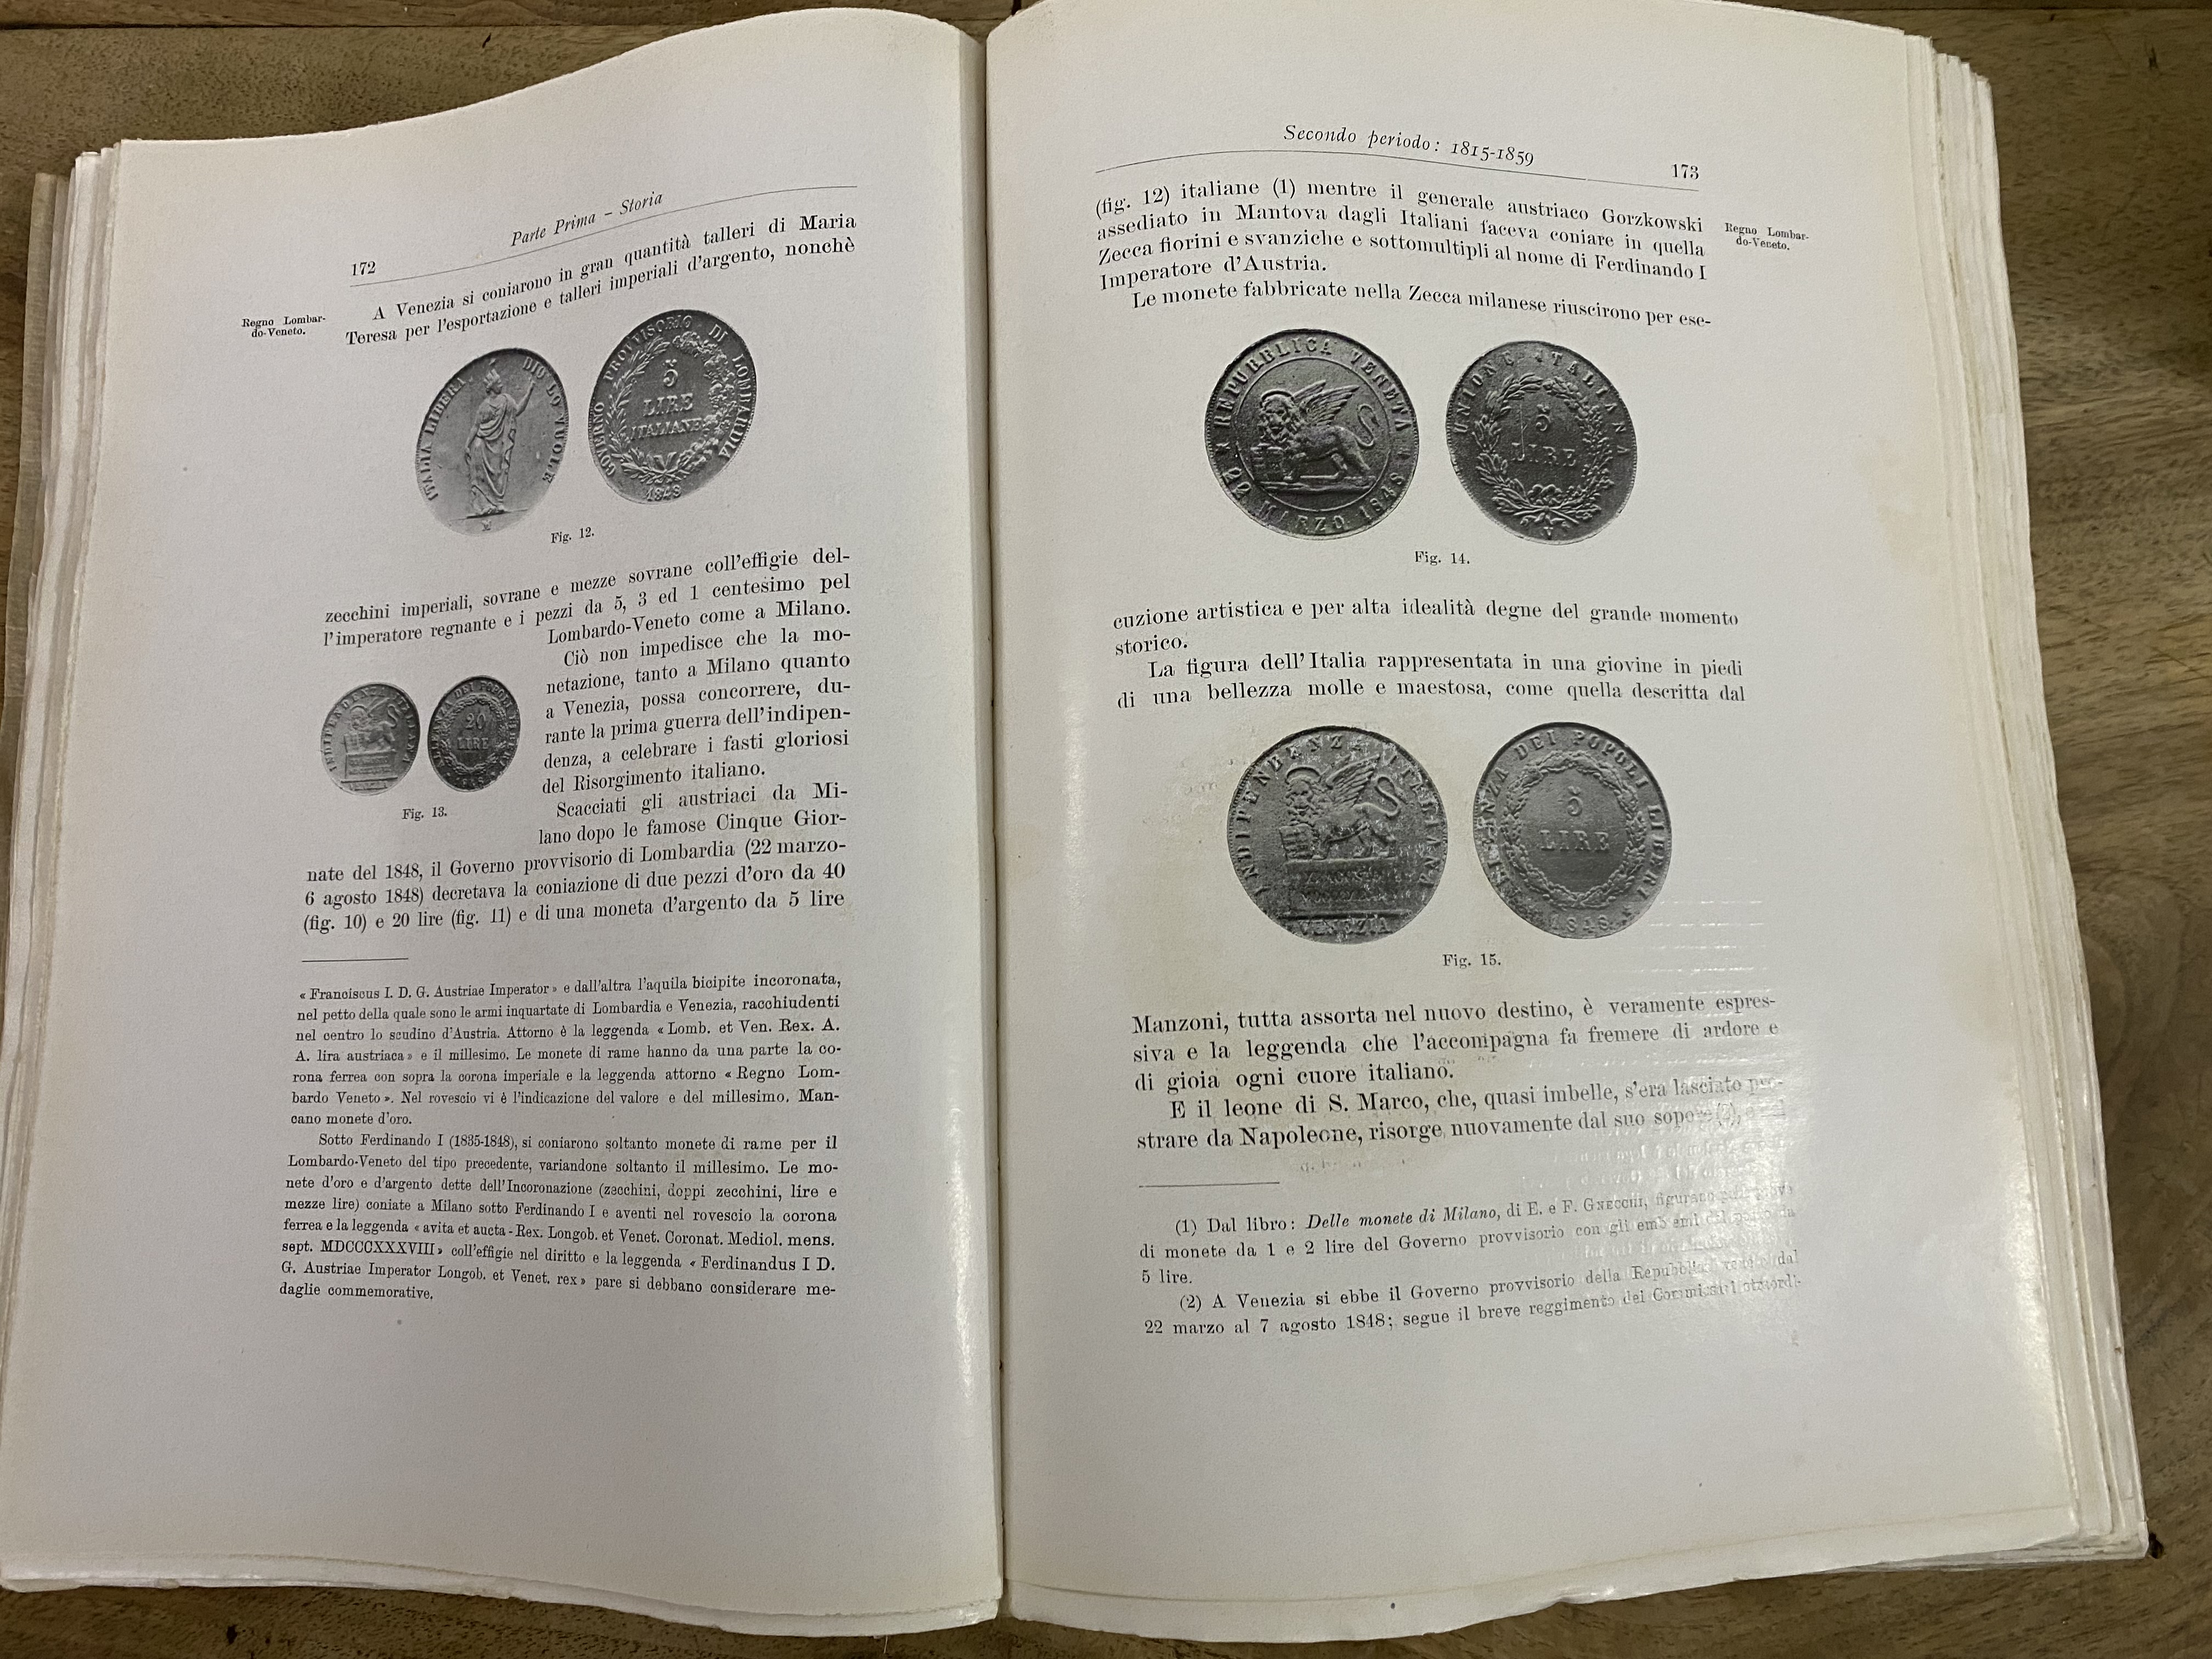 Parte Prima – Storia
172
Regno Lombar-
do-Veneto.
A Venezia si coniarono in gran quantità talleri di Maria
Teresa per l'esportazione e talleri imperiali d'argento, nonchè
ITALIA LIBERA DIO LO VUOLE
M
GOVERNO PROVVISORIO DI LOMBARDIA
5
LIRE
ITALIANE
1848
Fig. 12.
zecchini imperiali, sovrane e mezze sovrane coll'effigie del-
l'imperatore regnante e i pezzi da 5, 3 ed 1 centesimo pel
Lombardo-Veneto come a Milano.
Ciò non impedisce che la mo-
netazione, tanto a Milano quanto
a Venezia, possa concorrere, du-
rante la prima guerra dell'indipen-
denza, a celebrare i fasti gloriosi
del Risorgimento italiano.
Scacciati gli austriaci da Mi-
lano dopo le famose Cinque Gior-
20
LIRE
Fig. 13.
nate del 1848, il Governo provvisorio di Lombardia (22 marzo-
6 agosto 1848) decretava la coniazione di due pezzi d'oro da 40
(fig. 10) e 20 lire (fig. 11) e di una moneta d'argento da 5 lire
« Franciscus I. D. G. Austriae Imperator » e dall'altra l'aquila bicipite incoronata,
nel petto della quale sono le armi inquartate di Lombardia e Venezia, racchiudenti
nel centro lo scudino d'Austria. Attorno è la leggenda « Lomb. et Ven. Rex. A.
A. lira austriaca » e il millesimo. Le monete di rame hanno da una parte la co-
rona ferrea con sopra la corona imperiale e la leggenda attorno « Regno Lom-
bardo Veneto ». Nel rovescio vi è l'indicazione del valore e del millesimo. Man-
cano monete d'oro.
Sotto Ferdinando I (1835-1848), si coniarono soltanto monete di rame per il
Lombardo-Veneto del tipo precedente, variandone soltanto il millesimo. Le mo-
nete d'oro e d'argento dette dell'Incoronazione (zecchini, doppi zecchini, lire e
mezze lire) coniate a Milano sotto Ferdinando I e aventi nel rovescio la corona
ferrea e la leggenda « avita et aucta - Rex. Longob. et Venet. Coronat. Mediol. mens.
sept. MDCCCXXXVIII » coll'effigie nel diritto e la leggenda « Ferdinandus I D.
G. Austriae Imperator Longob. et Venet. rex » pare si debbano considerare me-
daglie commemorative.
Secondo periodo: 1815-1859
173
Regno Lombar-
do-Veneto.
(fig. 12) italiane (1) mentre il generale austriaco Gorzkowski
assediato in Mantova dagli Italiani faceva coniare in quella
Zecca fiorini e svanziche e sottomultipli al nome di Ferdinando I
Imperatore d'Austria.
Le monete fabbricate nella Zecca milanese riuscirono per ese-
REPUBBLICA VENETA
22 MARZO 1848
UNIONE ITALIANA
5
LIRE
V
Fig. 14.
cuzione artistica e per alta idealità degne del grande momento
storico.
La figura dell'Italia rappresentata in una giovine in piedi
di una bellezza molle e maestosa, come quella descritta dal
INDIPENDENZA ITALIANA
VENEZIA
ALLEANZA DEI POPOLI LIBERI
5
LIRE
1848
Fig. 15.
Manzoni, tutta assorta nel nuovo destino, è veramente espres-
siva e la leggenda che l'accompagna fa fremere di ardore e
di gioia ogni cuore italiano.
E il leone di S. Marco, che, quasi imbelle, s'era lasciato pro-
strare da Napoleone, risorge nuovamente dal suo sopore (2),
(1) Dal libro: Delle monete di Milano, di E. e F. GNECCHI, figurano
di monete da 1 e 2 lire del Governo provvisorio con gli
5 lire.
(2) A Venezia si ebbe il Governo provvisorio della Repubblica dal
22 marzo al 7 agosto 1848; segue il breve reggimento dei Commissari straordi-